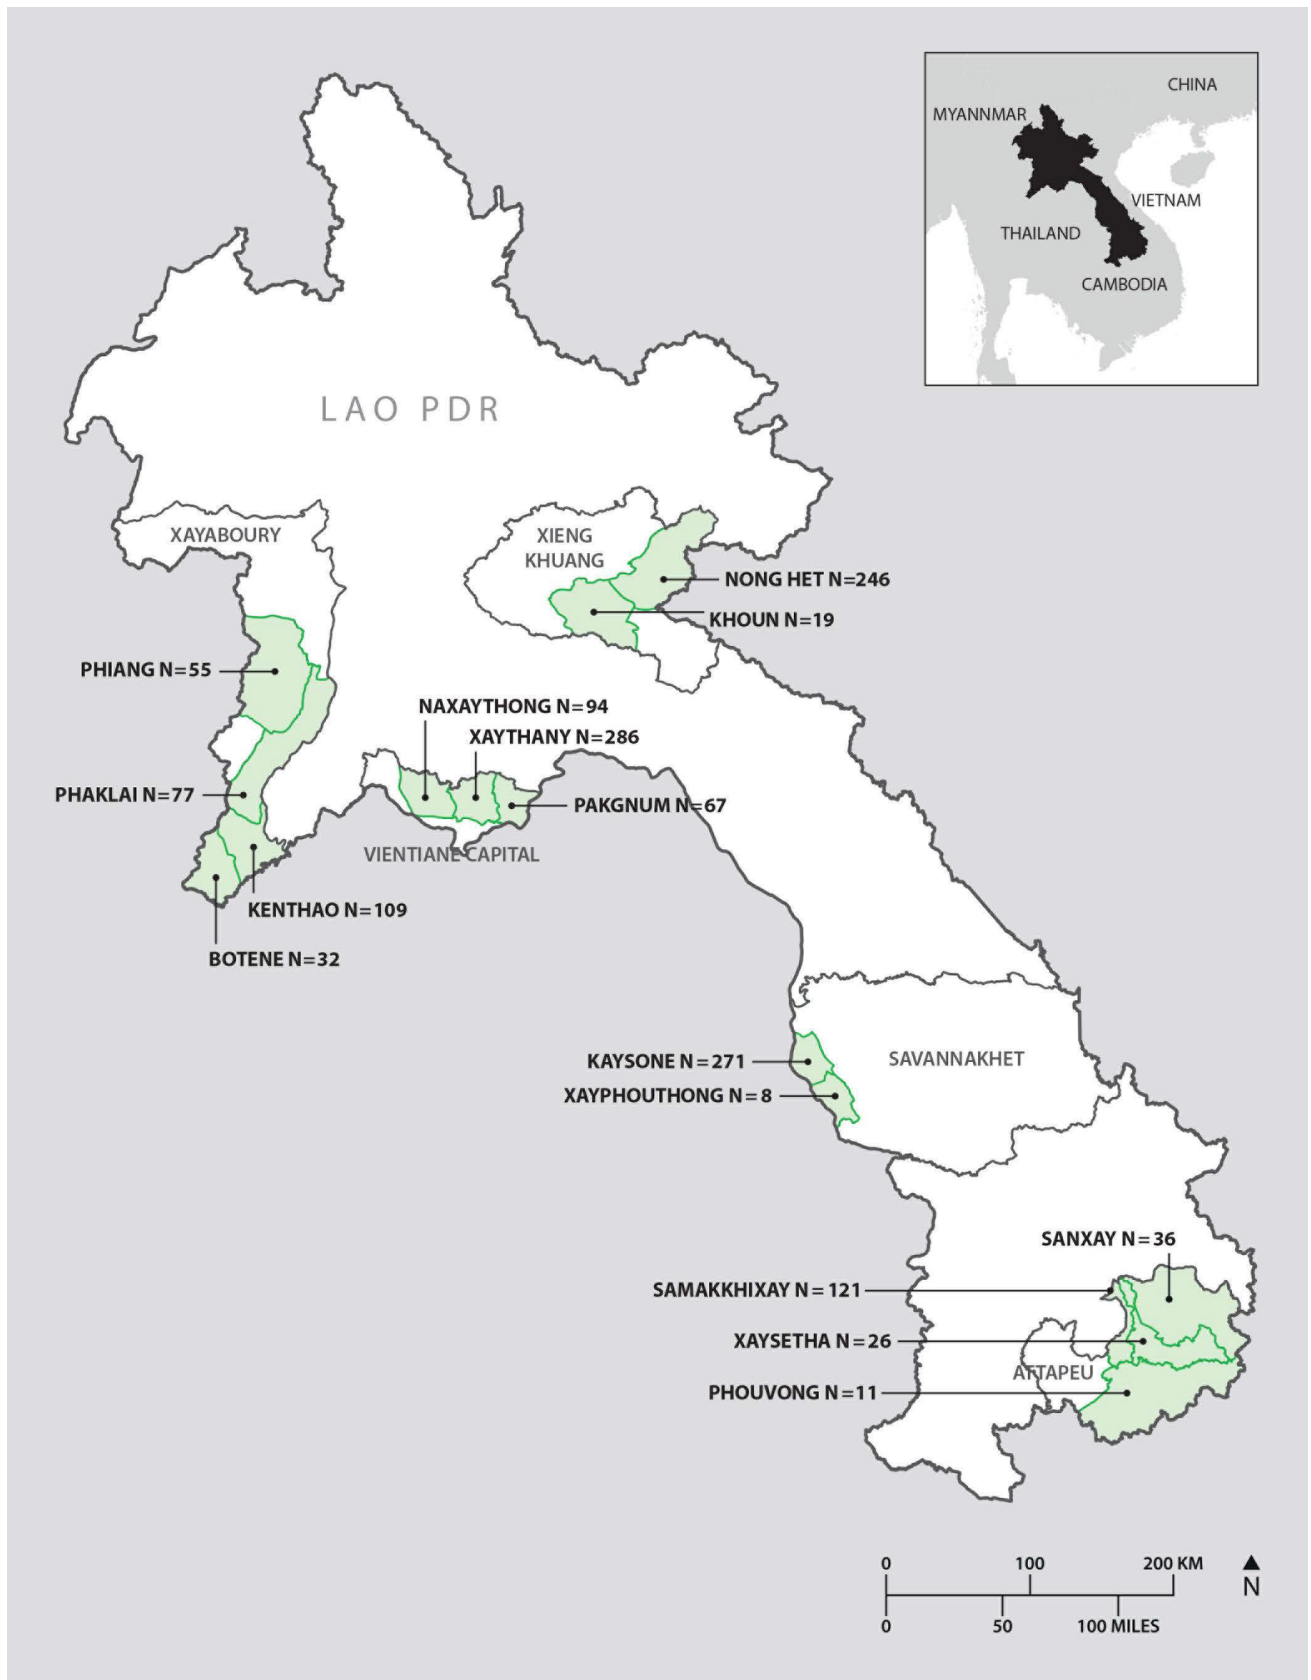 CHINA
MYANNMAR
VIETNAM
THAILAND
CAMBODIA
LAO PDR
XAYABOURY
XIENG
KHUANG
NONG HET N=246
KHOUN N=19
PHIANG N=55
NAXAYTHONG N=94
XAYTHANY N=286
PHAKLAI N=77
PAKGNUM N=67
VIENTIANE CAPITAL
KENTHAO N=109
BOTENE N=32
KAYSONE N=271
SAVANNAKHET
XAYPHOUTHONG N=8
SANXAY N=36
SAMAKKHIXAY N=121
XAYSETHA N=26
ATTAPEU
PHOUVONG N=11
0 100 200 KM
N
0 50 100 MILES